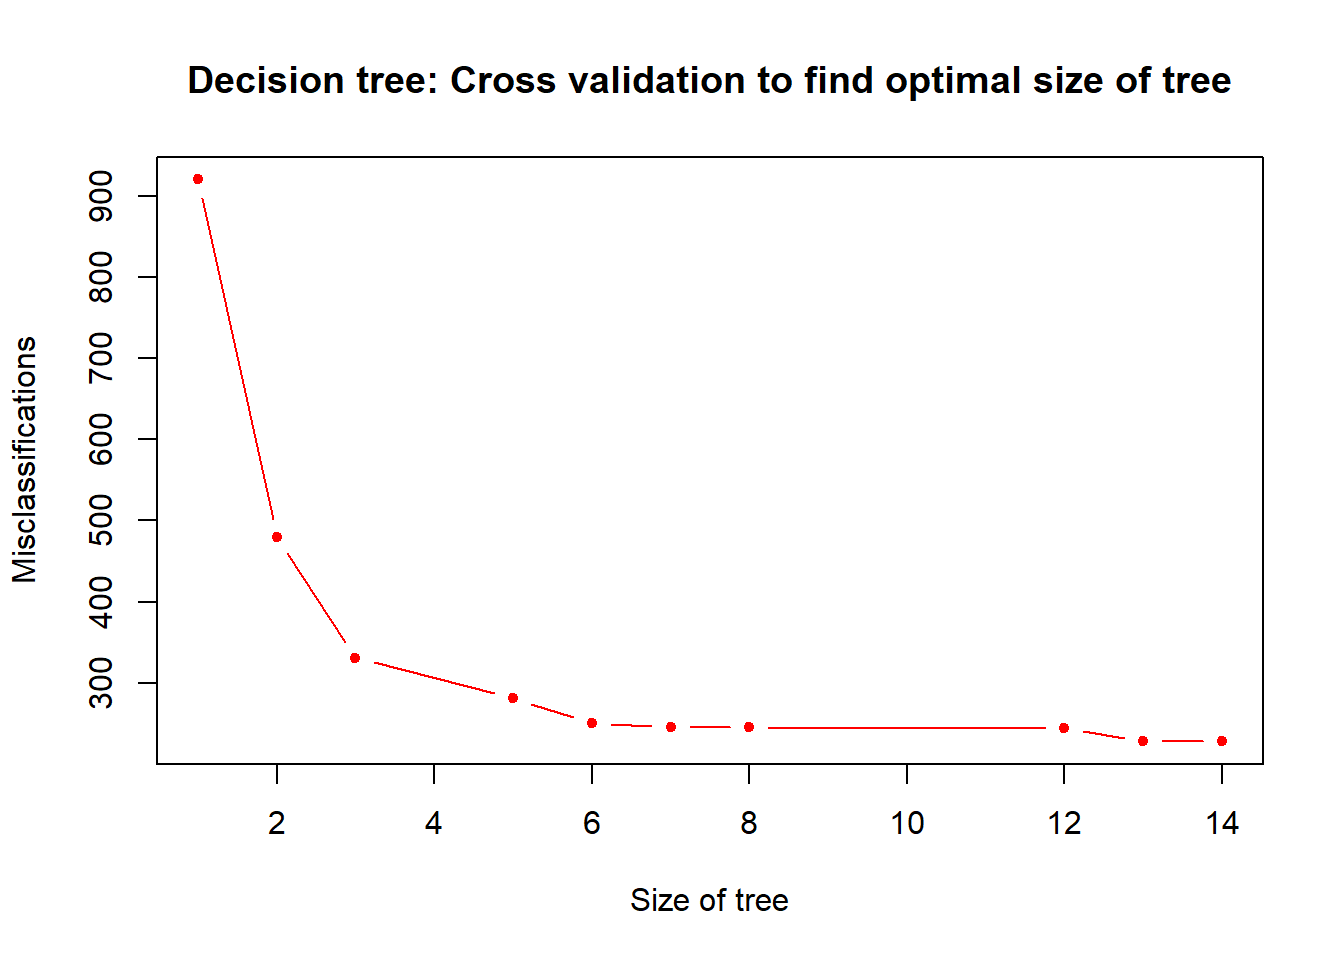 Decision tree: Cross validation to find optimal size of tree
900
800
700
600
500
400
300
Misclassifications
2 4 6 8 10 12 14
Size of tree